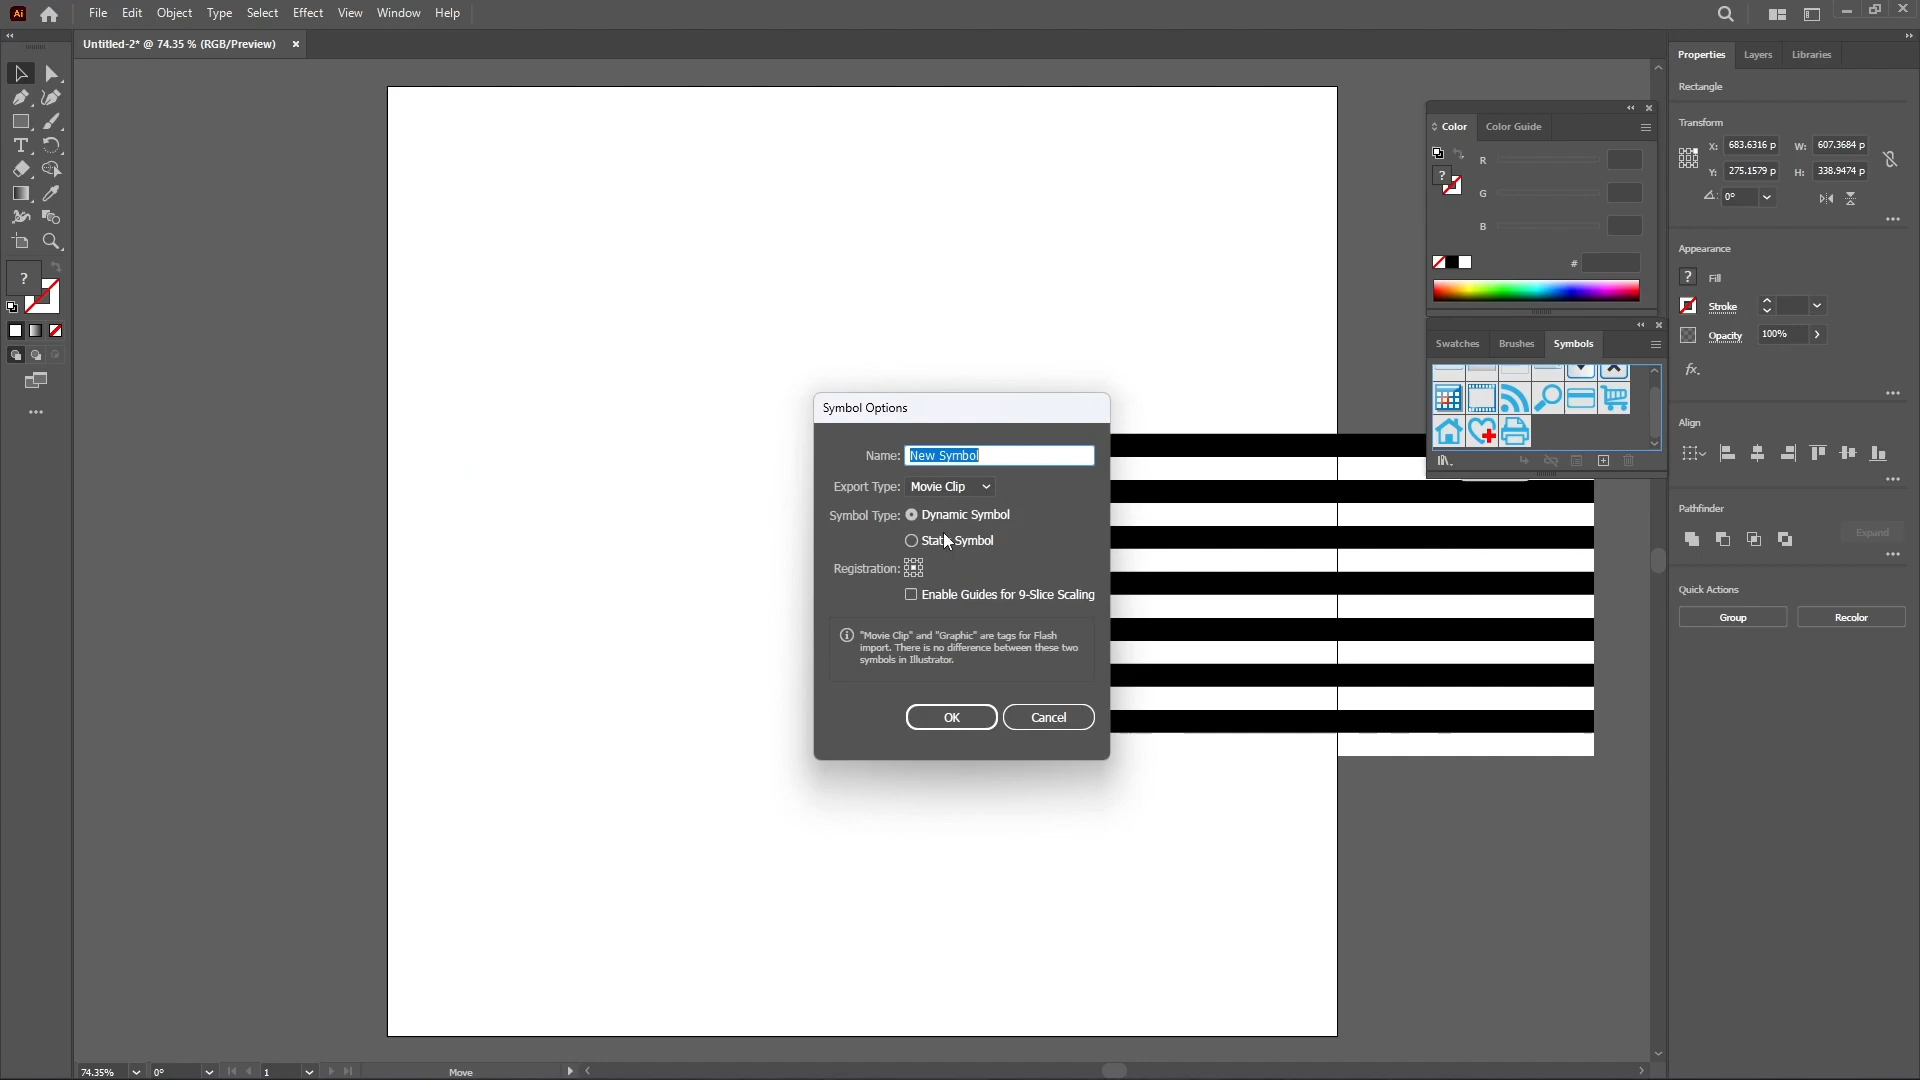 Ai File Edit Object Type Select Effect View Window Help
Untitled-2* @ 74.35 % (RGB/Preview) ×
Properties Layers Libraries
Rectangle
Transform
X: 683.6316 p W: 607.3684 p
Y: 275.1579 p H: 338.9474 p
0°
Appearance
? Fill
Stroke
Opacity 100%
fx.
Align
Pathfinder
Expand
Quick Actions
Group Recolor
Color Color Guide
?
R
G
B
#
Swatches Brushes Symbols
T
?
Symbol Options
Name: New Symbol
Export Type: Movie Clip
Symbol Type: Dynamic Symbol
Static Symbol
Registration:
Enable Guides for 9-Slice Scaling
"Movie Clip" and "Graphic" are tags for Flash
import. There is no difference between these two
symbols in Illustrator.
OK Cancel
74.35% 0° 1 Move